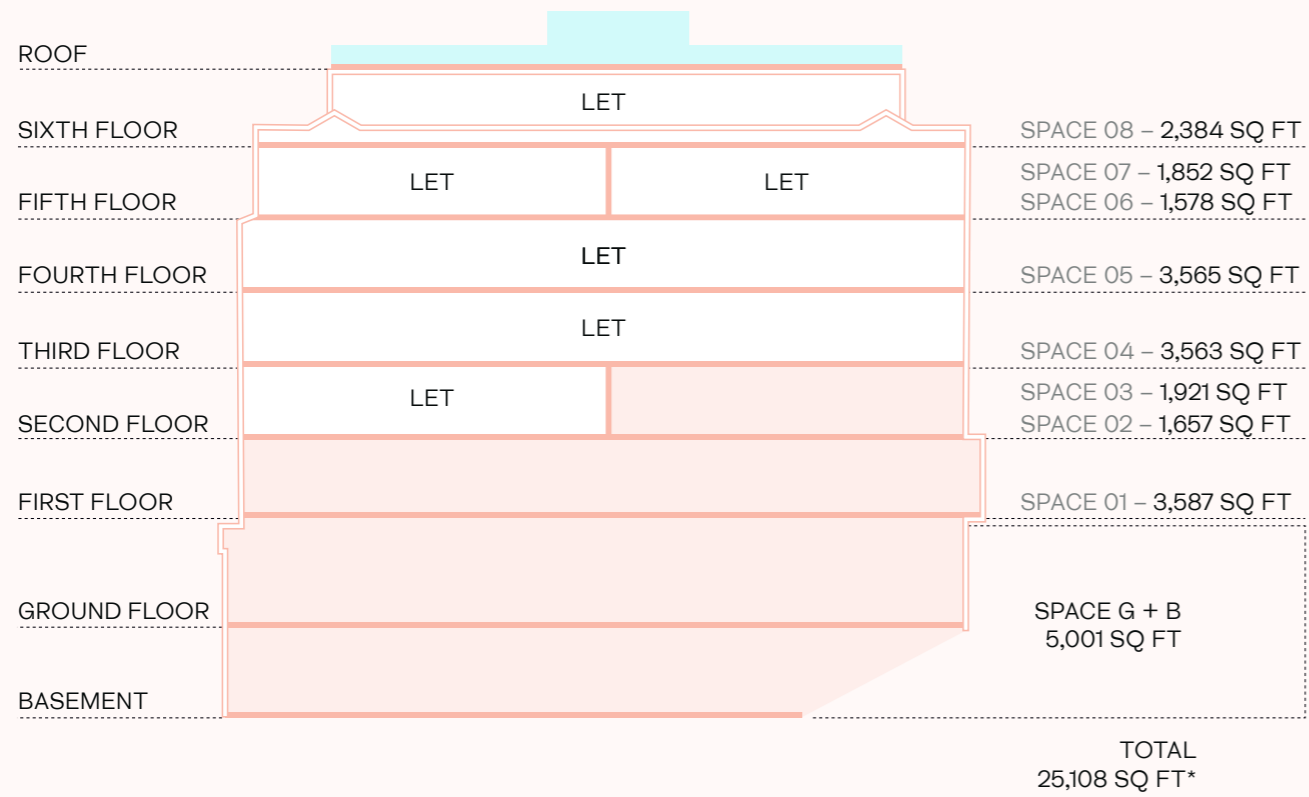 ROOF
LET
SIXTH FLOOR
SPACE 08 – 2,384 SQ FT
LET
LET
SPACE 07 – 1,852 SQ FT
FIFTH FLOOR
SPACE 06 – 1,578 SQ FT
LET
FOURTH FLOOR
SPACE 05 – 3,565 SQ FT
LET
THIRD FLOOR
SPACE 04 – 3,563 SQ FT
LET
SPACE 03 – 1,921 SQ FT
SECOND FLOOR
SPACE 02 – 1,657 SQ FT
FIRST FLOOR
SPACE 01 – 3,587 SQ FT
GROUND FLOOR
SPACE G + B
5,001 SQ FT
BASEMENT
TOTAL
25,108 SQ FT*